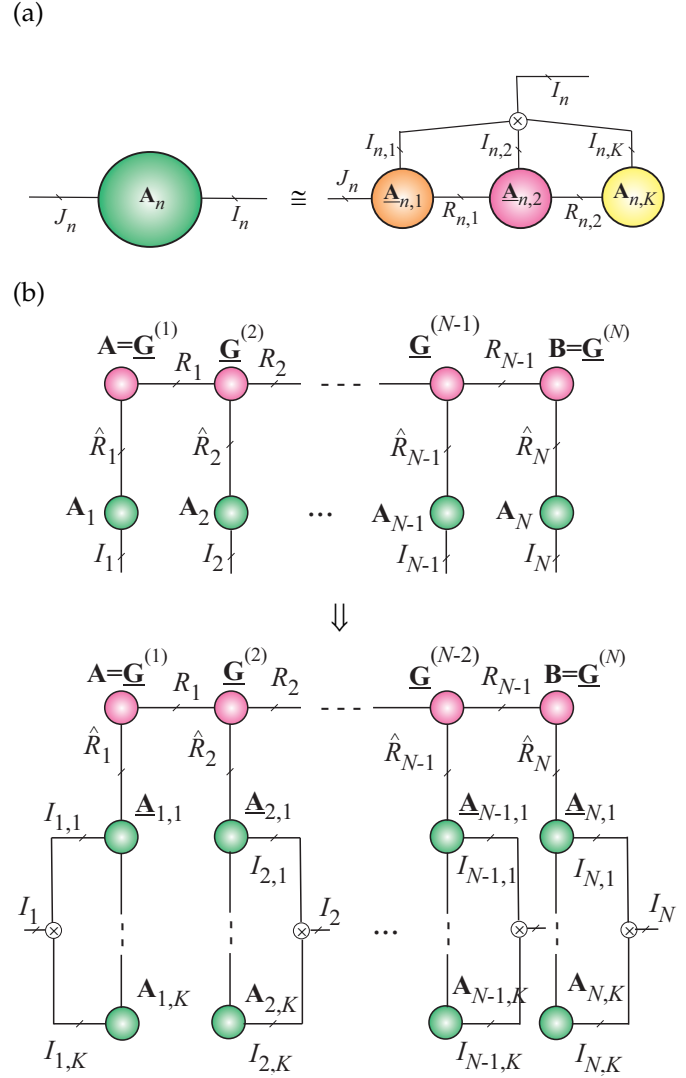 (a)
I_n
I_{n,1} I_{n,2} I_{n,K}
J_n A_n I_n ≅ J_n A_{n,1} R_{n,1} A_{n,2} R_{n,2} A_{n,K}
(b)
A=G^{(1)} R_1 G^{(2)} R_2 - - - G^{(N-1)} R_{N-1} B=G^{(N)}
R̂_1 R̂_2 R̂_{N-1} R̂_N
A_1 A_2 ... A_{N-1} A_N
I_1 I_2 I_{N-1} I_N
⇓
A=G^{(1)} R_1 G^{(2)} R_2 - - - G^{(N-2)} R_{N-1} B=G^{(N)}
R̂_1 R̂_2 R̂_{N-1} R̂_N
I_{1,1} A_{1,1} A_{2,1} A_{N-1,1} A_{N,1}
I_{2,1} I_{N-1,1} I_{N,1}
I_1 I_2 ... I_N
A_{1,K} A_{2,K} A_{N-1,K} A_{N,K}
I_{1,K} I_{2,K} I_{N-1,K} I_{N,K}